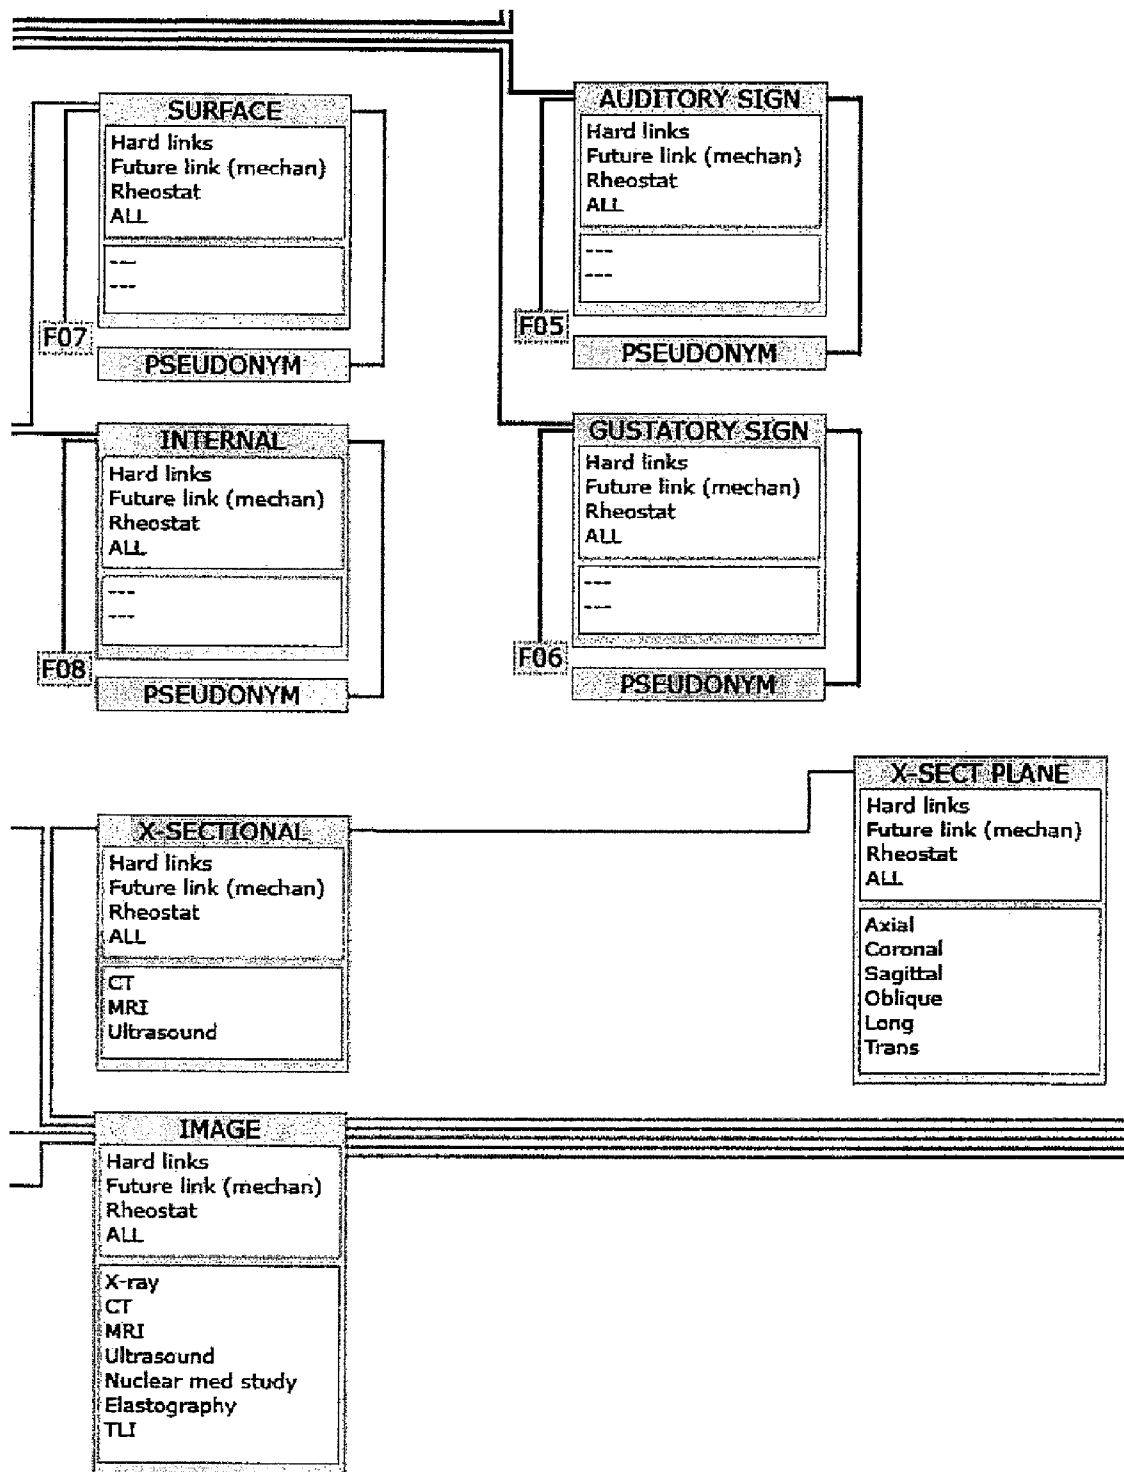 SURFACE
Hard links
Future link (mechan)
Rheostat
ALL
---
---
F07
PSEUDONYM
AUDITORY SIGN
Hard links
Future link (mechan)
Rheostat
ALL
---
---
F05
PSEUDONYM
INTERNAL
Hard links
Future link (mechan)
Rheostat
ALL
---
---
F08
PSEUDONYM
GUSTATORY SIGN
Hard links
Future link (mechan)
Rheostat
ALL
---
---
F06
PSEUDONYM
X-SECTIONAL
Hard links
Future link (mechan)
Rheostat
ALL
CT
MRI
Ultrasound
X-SECT PLANE
Hard links
Future link (mechan)
Rheostat
ALL
Axial
Coronal
Sagittal
Oblique
Long
Trans
IMAGE
Hard links
Future link (mechan)
Rheostat
ALL
X-ray
CT
MRI
Ultrasound
Nuclear med study
Elastography
TLI